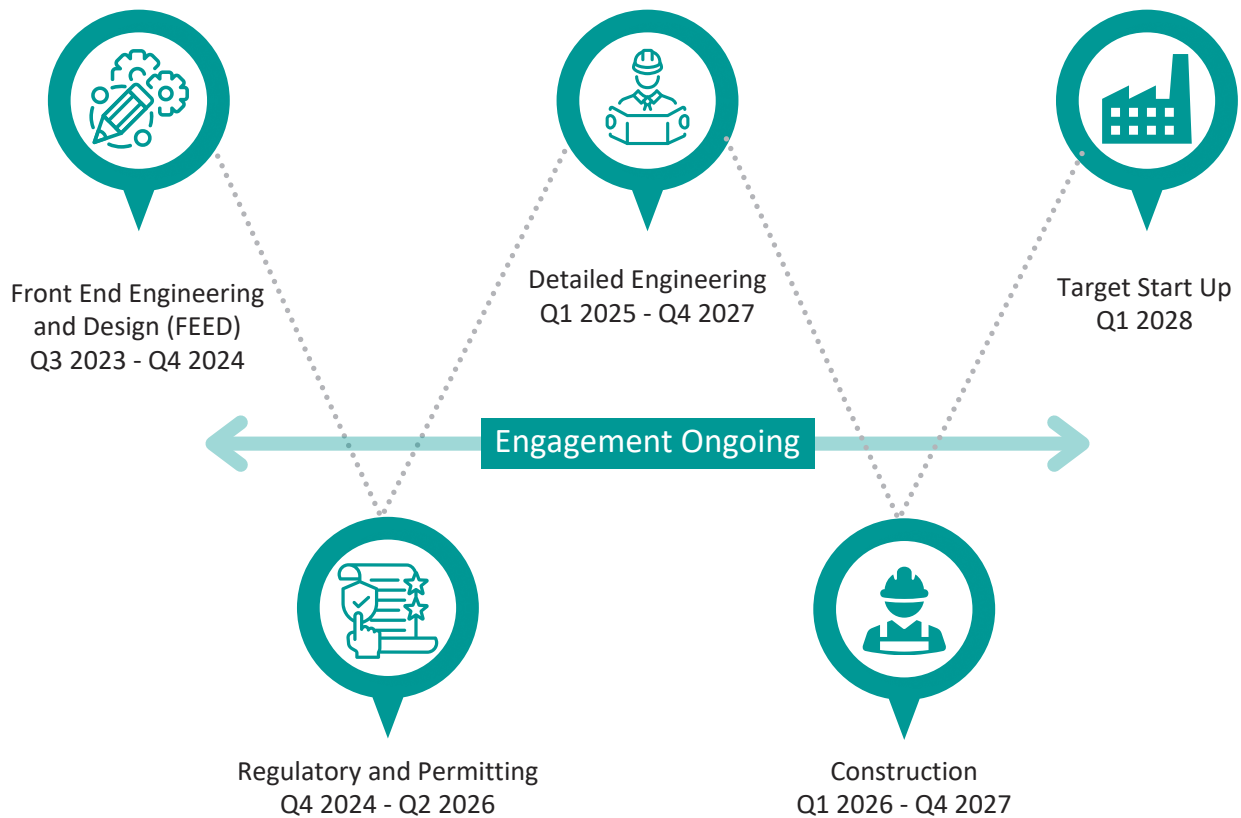 Front End Engineering
and Design (FEED)
Q3 2023 - Q4 2024
Detailed Engineering
Q1 2025 - Q4 2027
Target Start Up
Q1 2028
Engagement Ongoing
Regulatory and Permitting
Q4 2024 - Q2 2026
Construction
Q1 2026 - Q4 2027